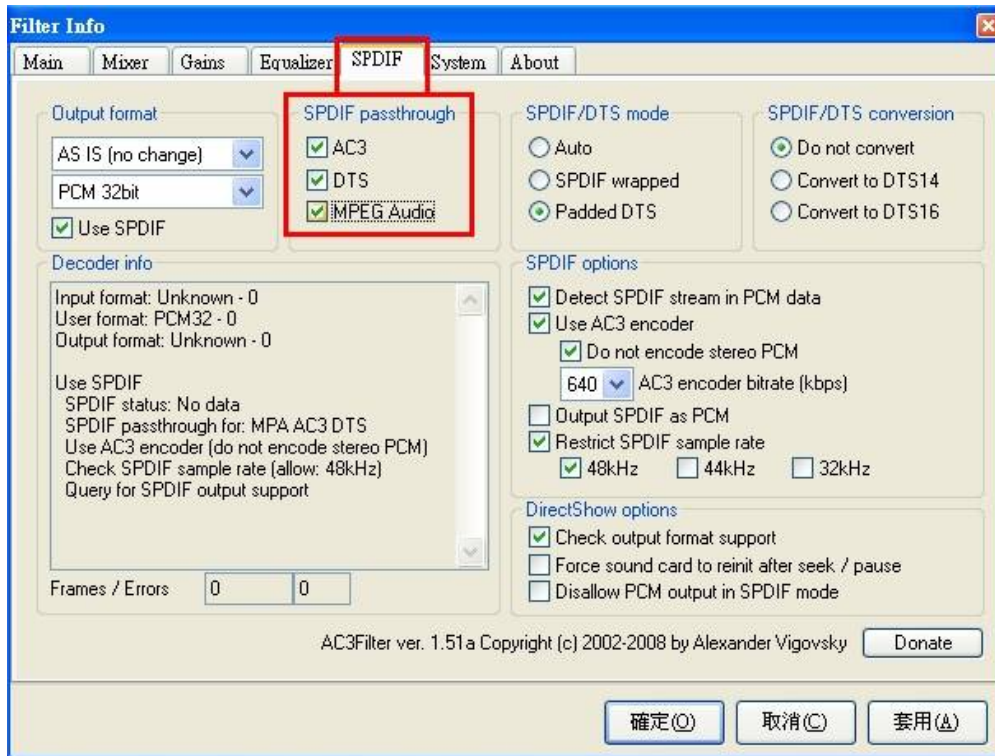 Filter Info
Main Mixer Gains Equalizer SPDIF System About
Output format
AS IS (no change)
PCM 32bit
Use SPDIF
SPDIF passthrough
AC3
DTS
MPEG Audio
SPDIF/DTS mode
Auto
SPDIF wrapped
Padded DTS
SPDIF/DTS conversion
Do not convert
Convert to DTS14
Convert to DTS16
Decoder info
Input format: Unknown - 0
User format: PCM32 - 0
Output format: Unknown - 0
Use SPDIF
SPDIF status: No data
SPDIF passthrough for: MPA AC3 DTS
Use AC3 encoder (do not encode stereo PCM)
Check SPDIF sample rate (allow: 48kHz)
Query for SPDIF output support
Frames / Errors 0 0
SPDIF options
Detect SPDIF stream in PCM data
Use AC3 encoder
Do not encode stereo PCM
640 AC3 encoder bitrate (kbps)
Output SPDIF as PCM
Restrict SPDIF sample rate
48kHz 44kHz 32kHz
DirectShow options
Check output format support
Force sound card to reinit after seek / pause
Disallow PCM output in SPDIF mode
AC3Filter ver. 1.51a Copyright (c) 2002-2008 by Alexander Vigovsky Donate
確定(O) 取消(C) 套用(A)